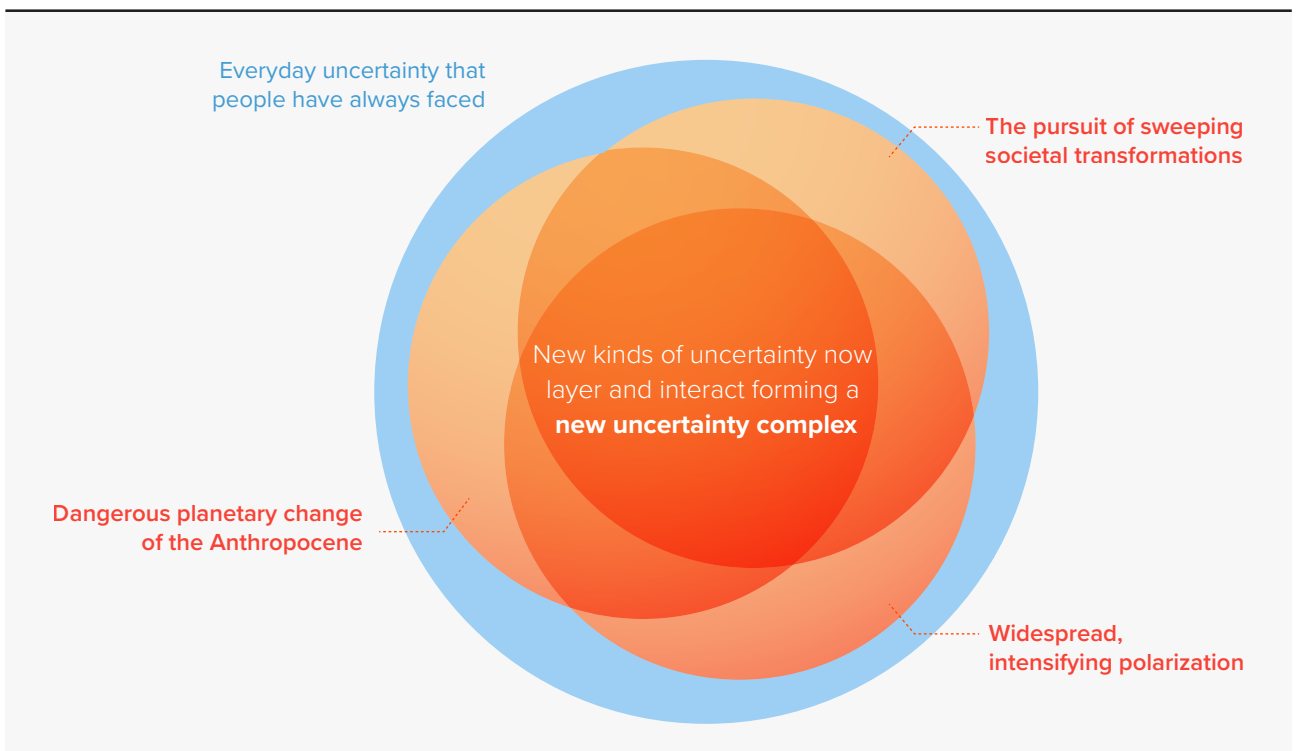 Everyday uncertainty that
people have always faced
The pursuit of sweeping
societal transformations
New kinds of uncertainty now
layer and interact forming a
new uncertainty complex
Dangerous planetary change
of the Anthropocene
Widespread,
intensifying polarization